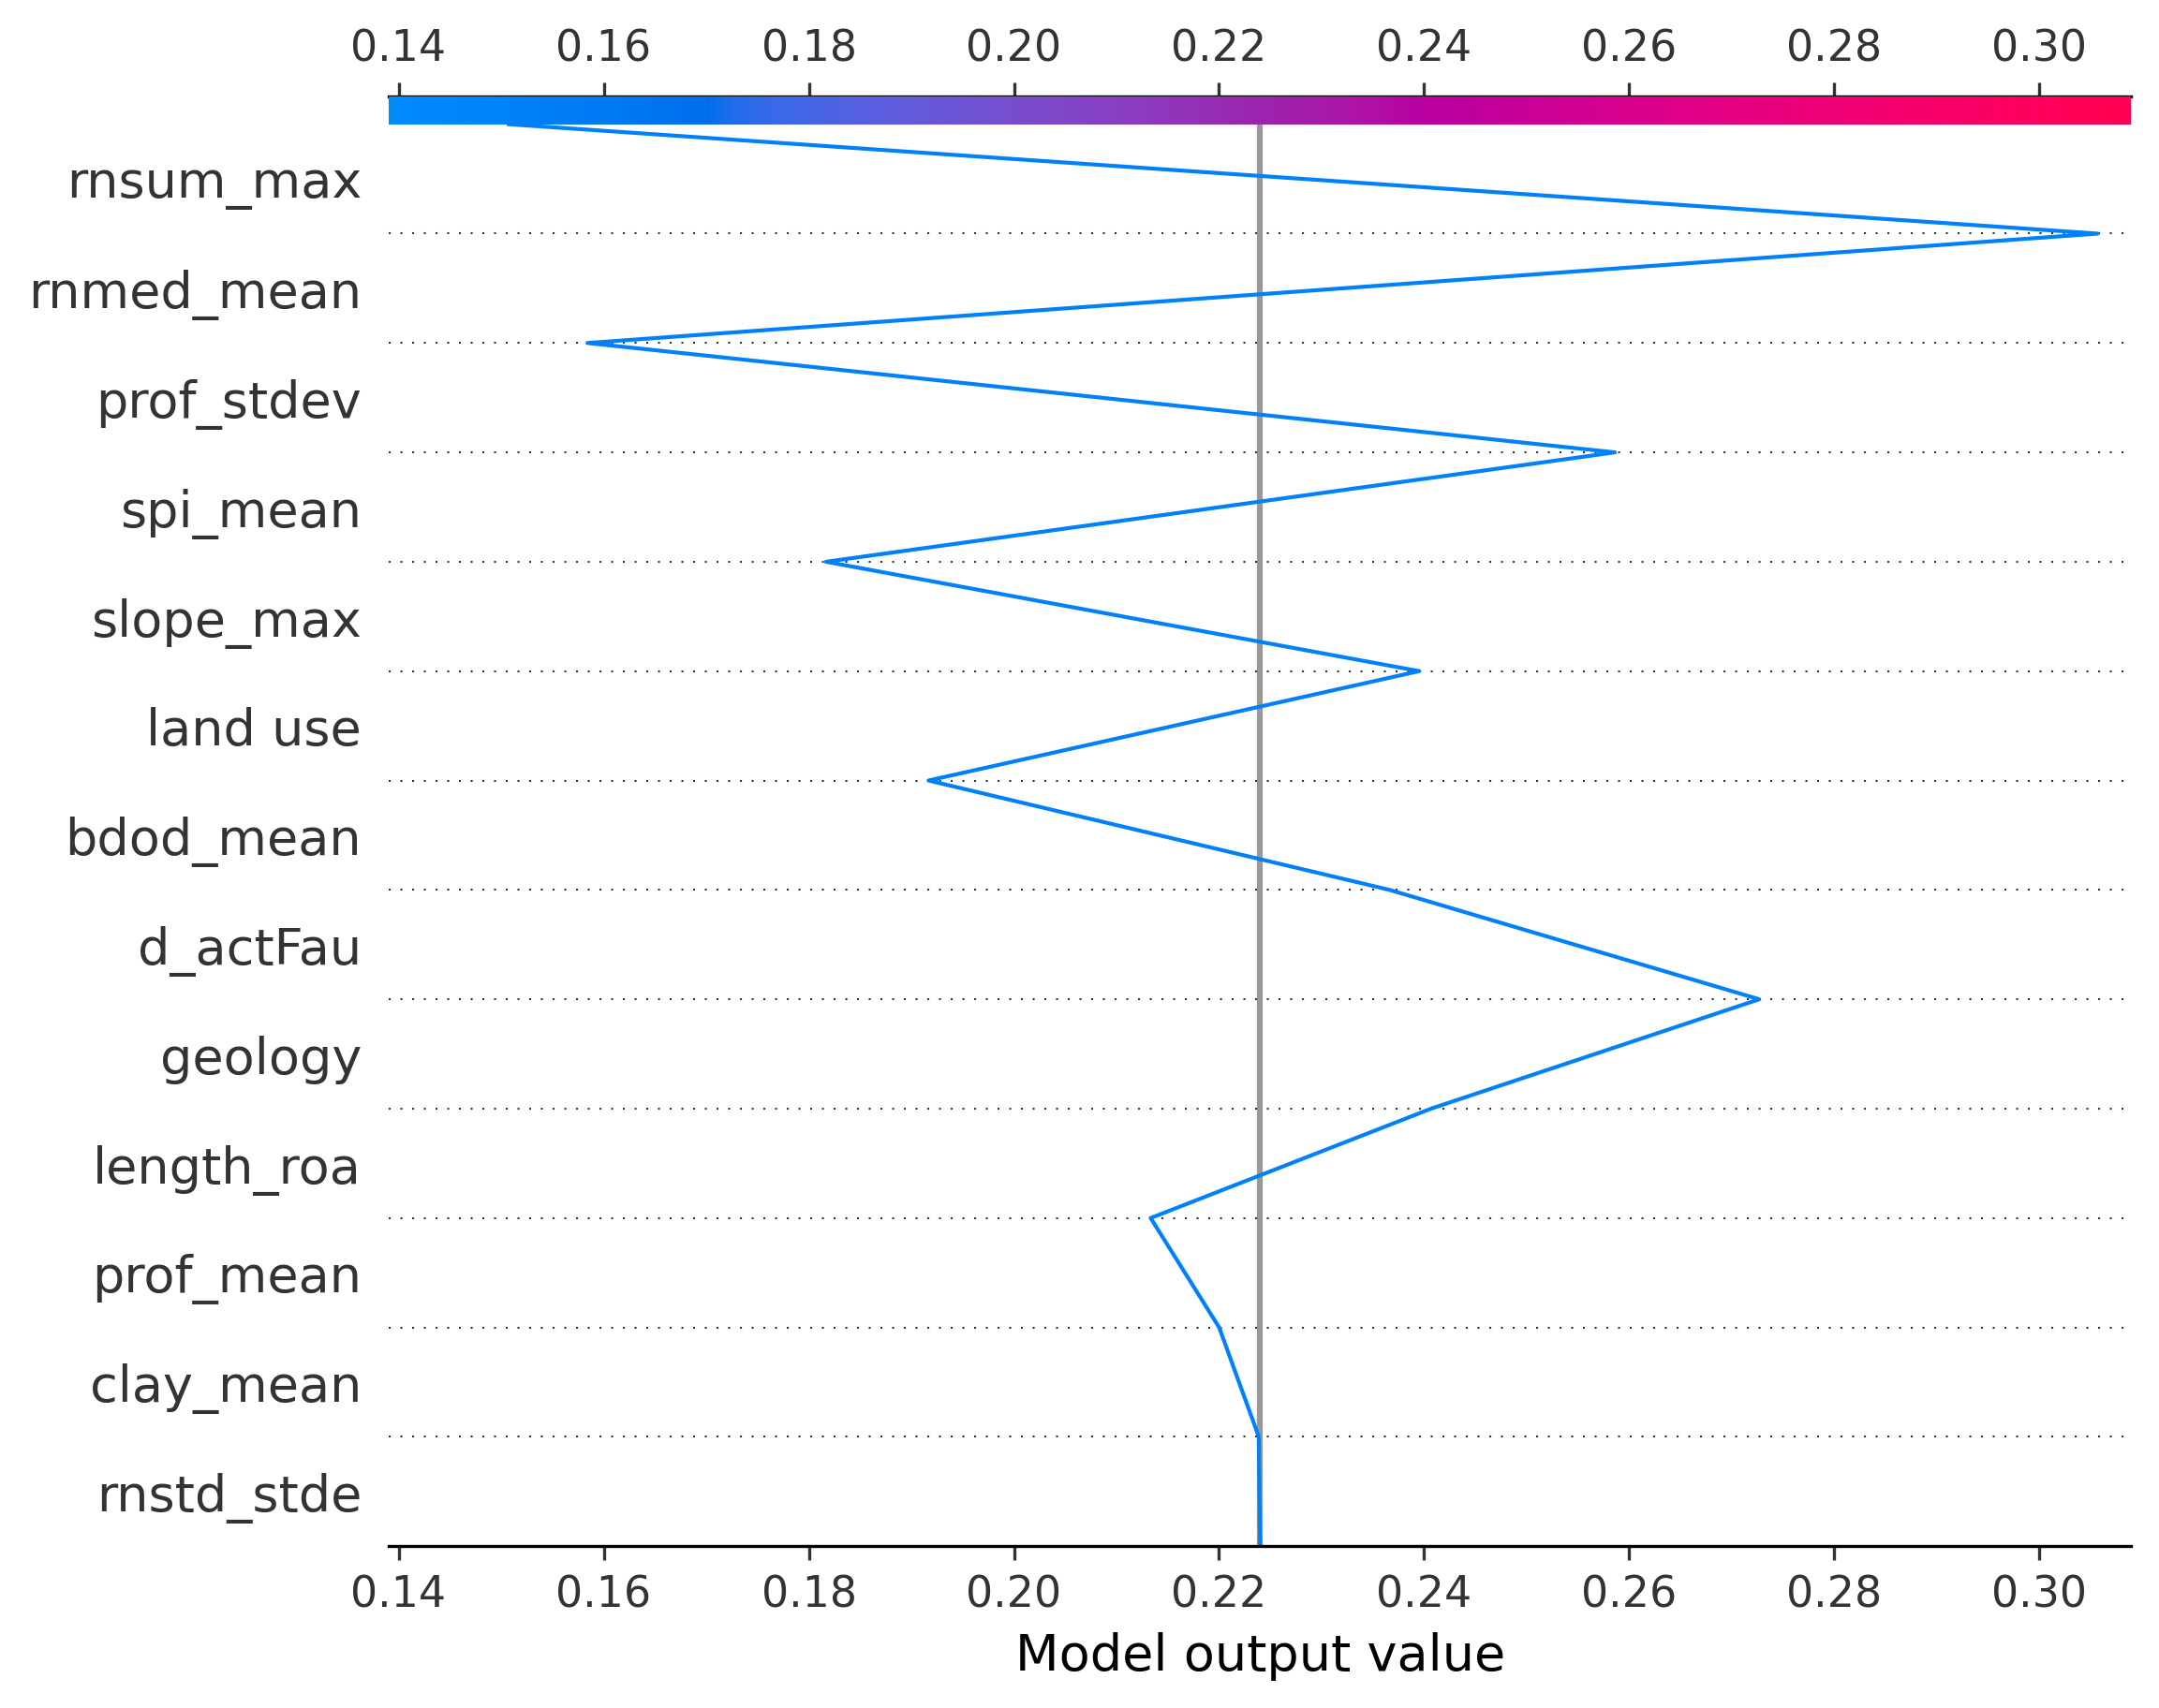 0.14 0.16 0.18 0.20 0.22 0.24 0.26 0.28 0.30
rnsum_max
rnmed_mean
prof_stdev
spi_mean
slope_max
land use
bdod_mean
d_actFau
geology
length_roa
prof_mean
clay_mean
rnstd_stde
0.14 0.16 0.18 0.20 0.22 0.24 0.26 0.28 0.30
Model output value